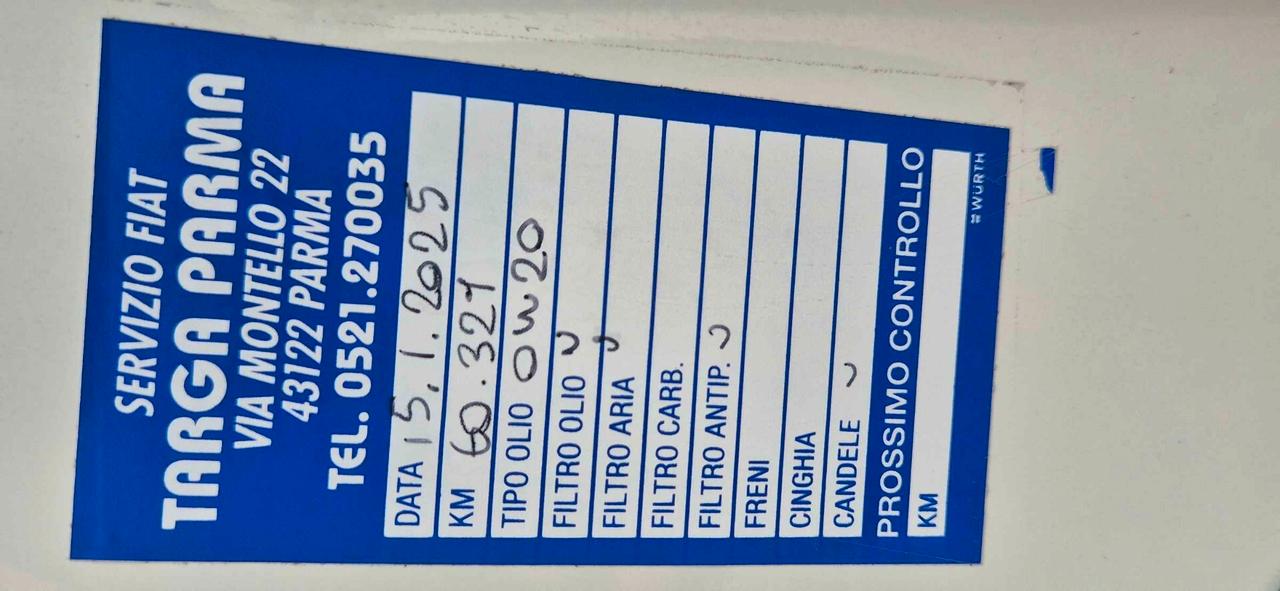 SERVIZIO FIAT
TARGA PARMA
VIA MONTELLO 22
43122 PARMA
TEL. 0521.270035
DATA 15.1.2025
KM 60.321
TIPO OLIO 0W20
FILTRO OLIO
FILTRO ARIA
FILTRO CARB.
FILTRO ANTIP.
FRENI
CINGHIA
CANDELE
PROSSIMO CONTROLLO
KM
WÜRTH